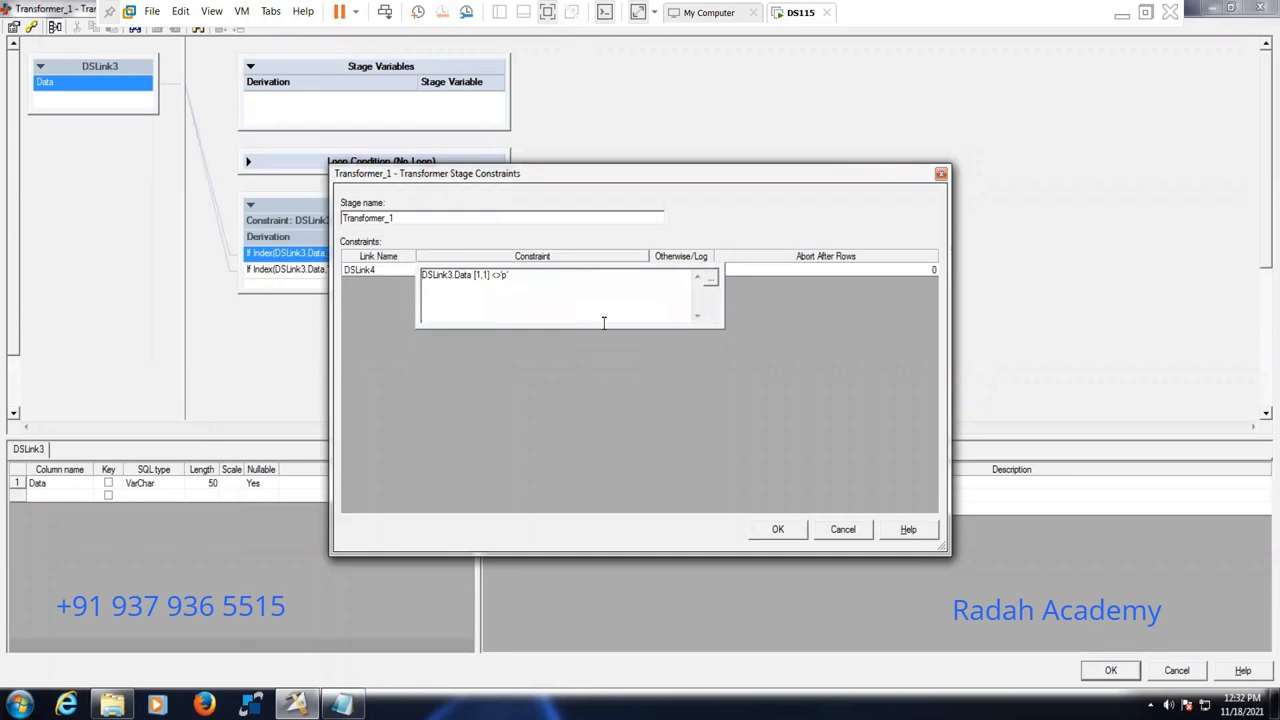 Transformer_1 - Transf
File Edit View VM Tabs Help
My Computer
DS115
DSLink3
Data
Stage Variables
Derivation Stage Variable
Loop Condition (No Loop)
Constraint: DSLink3
Derivation
If Index(DSLink3.Data,
If Index(DSLink3.Data,
Transformer_1 - Transformer Stage Constraints
Stage name:
Transformer_1
Constraints:
Link Name Constraint Otherwise/Log Abort After Rows
DSLink4 0
DSLink3.Data [1,1] <>'p'
...
OK Cancel Help
DSLink3
Column name Key SQL type Length Scale Nullable Description
1 Data VarChar 50 Yes
+91 937 936 5515
Radah Academy
OK Cancel Help
12:32 PM
11/18/2021